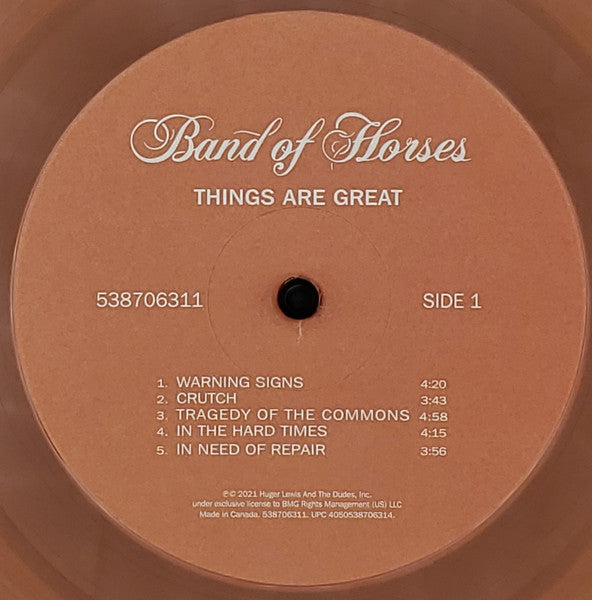 Band of Horses
THINGS ARE GREAT
538706311 SIDE 1
1. WARNING SIGNS 4:20
2. CRUTCH 3:43
3. TRAGEDY OF THE COMMONS 4:58
4. IN THE HARD TIMES 4:15
5. IN NEED OF REPAIR 3:56
℗© 2021 Huger Lewis And The Dudes, Inc.
under exclusive license to BMG Rights Management (US) LLC
Made in Canada. 538706311. UPC 4050538706314.